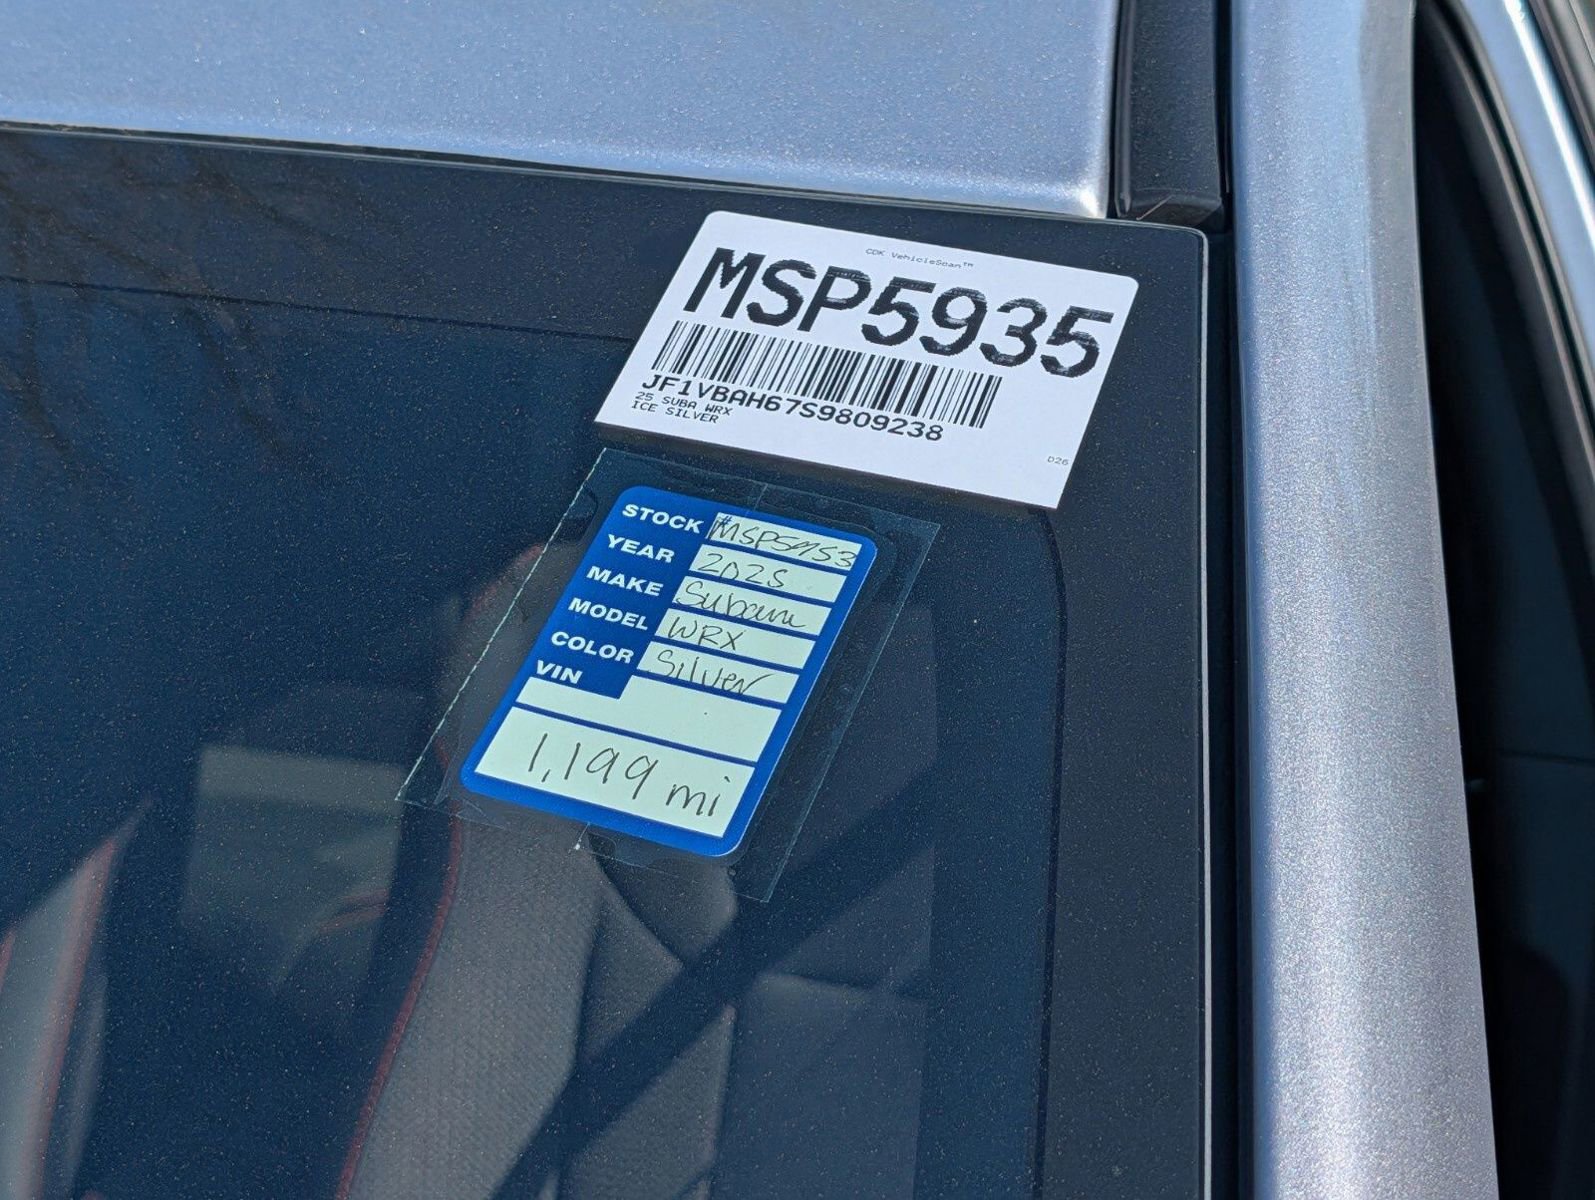 CDK VehicleScan™
MSP5935
JF1VBAH67S9809238
25 SUBA WRX
ICE SILVER
D26
STOCK #
YEAR 2025
MAKE Subaru
MODEL WRX
COLOR Silver
VIN
1,199 mi